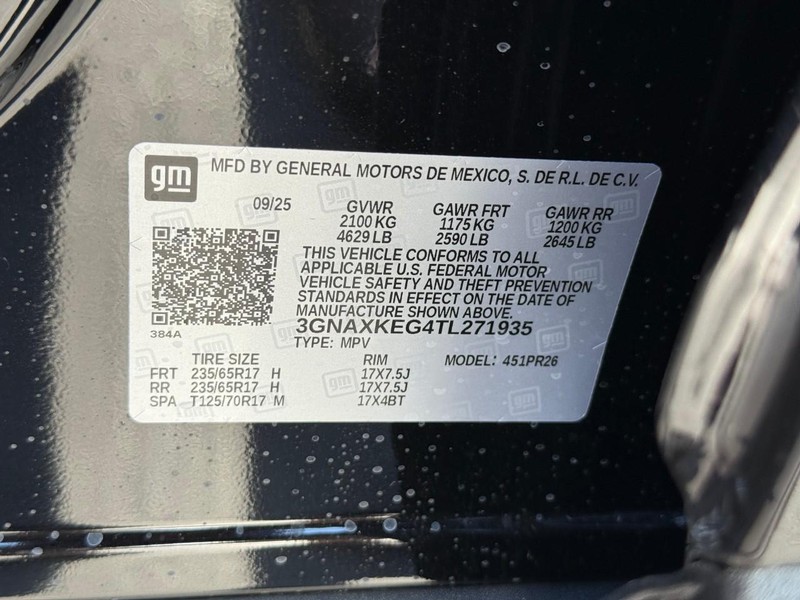 gm MFD BY GENERAL MOTORS DE MEXICO, S. DE R.L. DE C.V.
09/25 GVWR GAWR FRT GAWR RR
2100 KG 1175 KG 1200 KG
4629 LB 2590 LB 2645 LB
THIS VEHICLE CONFORMS TO ALL
APPLICABLE U.S. FEDERAL MOTOR
VEHICLE SAFETY AND THEFT PREVENTION
STANDARDS IN EFFECT ON THE DATE OF
MANUFACTURE SHOWN ABOVE.
3GNAXKEG4TL271935
384A TYPE: MPV
TIRE SIZE RIM MODEL: 451PR26
FRT 235/65R17 H 17X7.5J
RR 235/65R17 H 17X7.5J
SPA T125/70R17 M 17X4BT